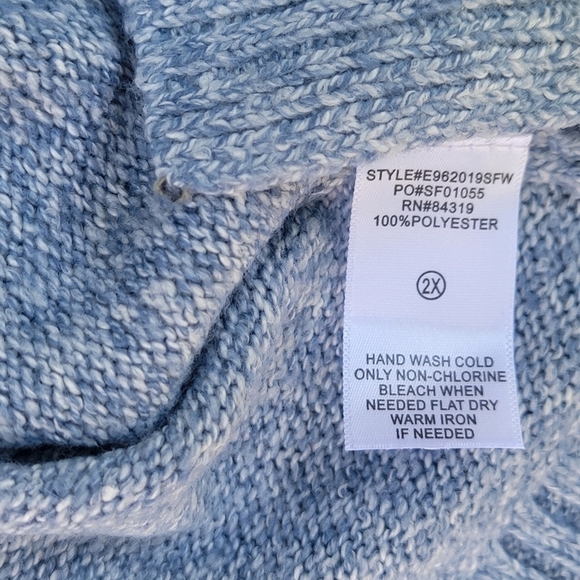 STYLE#E962019SFW
PO#SF01055
RN#84319
100%POLYESTER
2X
HAND WASH COLD
ONLY NON-CHLORINE
BLEACH WHEN
NEEDED FLAT DRY
WARM IRON
IF NEEDED